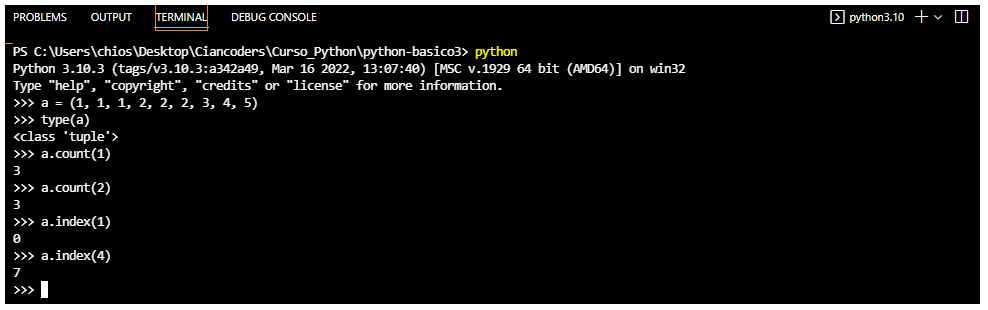 PROBLEMS OUTPUT TERMINAL DEBUG CONSOLE python3.10
PS C:\Users\chios\Desktop\Ciancoders\Curso_Python\python-basico3> python
Python 3.10.3 (tags/v3.10.3:a342a49, Mar 16 2022, 13:07:40) [MSC v.1929 64 bit (AMD64)] on win32
Type "help", "copyright", "credits" or "license" for more information.
>>> a = (1, 1, 1, 2, 2, 2, 3, 4, 5)
>>> type(a)
<class 'tuple'>
>>> a.count(1)
3
>>> a.count(2)
3
>>> a.index(1)
0
>>> a.index(4)
7
>>>